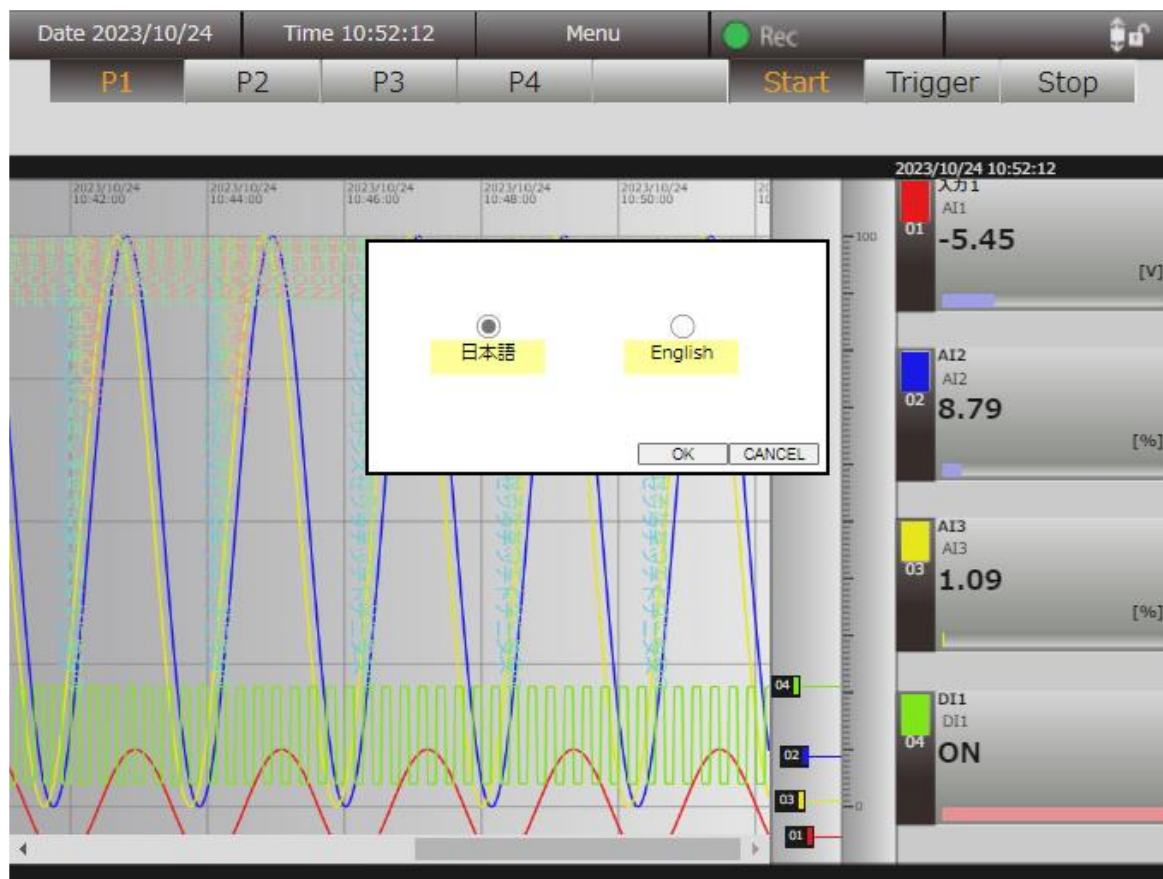 Date 2023/10/24 Time 10:52:12 Menu Rec
P1 P2 P3 P4 Start Trigger Stop
2023/10/24 10:52:12
2023/10/24 2023/10/24 2023/10/24 2023/10/24 2023/10/24
10:42:00 10:44:00 10:46:00 10:48:00 10:50:00
100
0
04
02
03
01
日本語 English
OK CANCEL
入力1
AI1
01
-5.45
[V]
AI2
AI2
02
8.79
[%]
AI3
AI3
03
1.09
[%]
DI1
DI1
04
ON